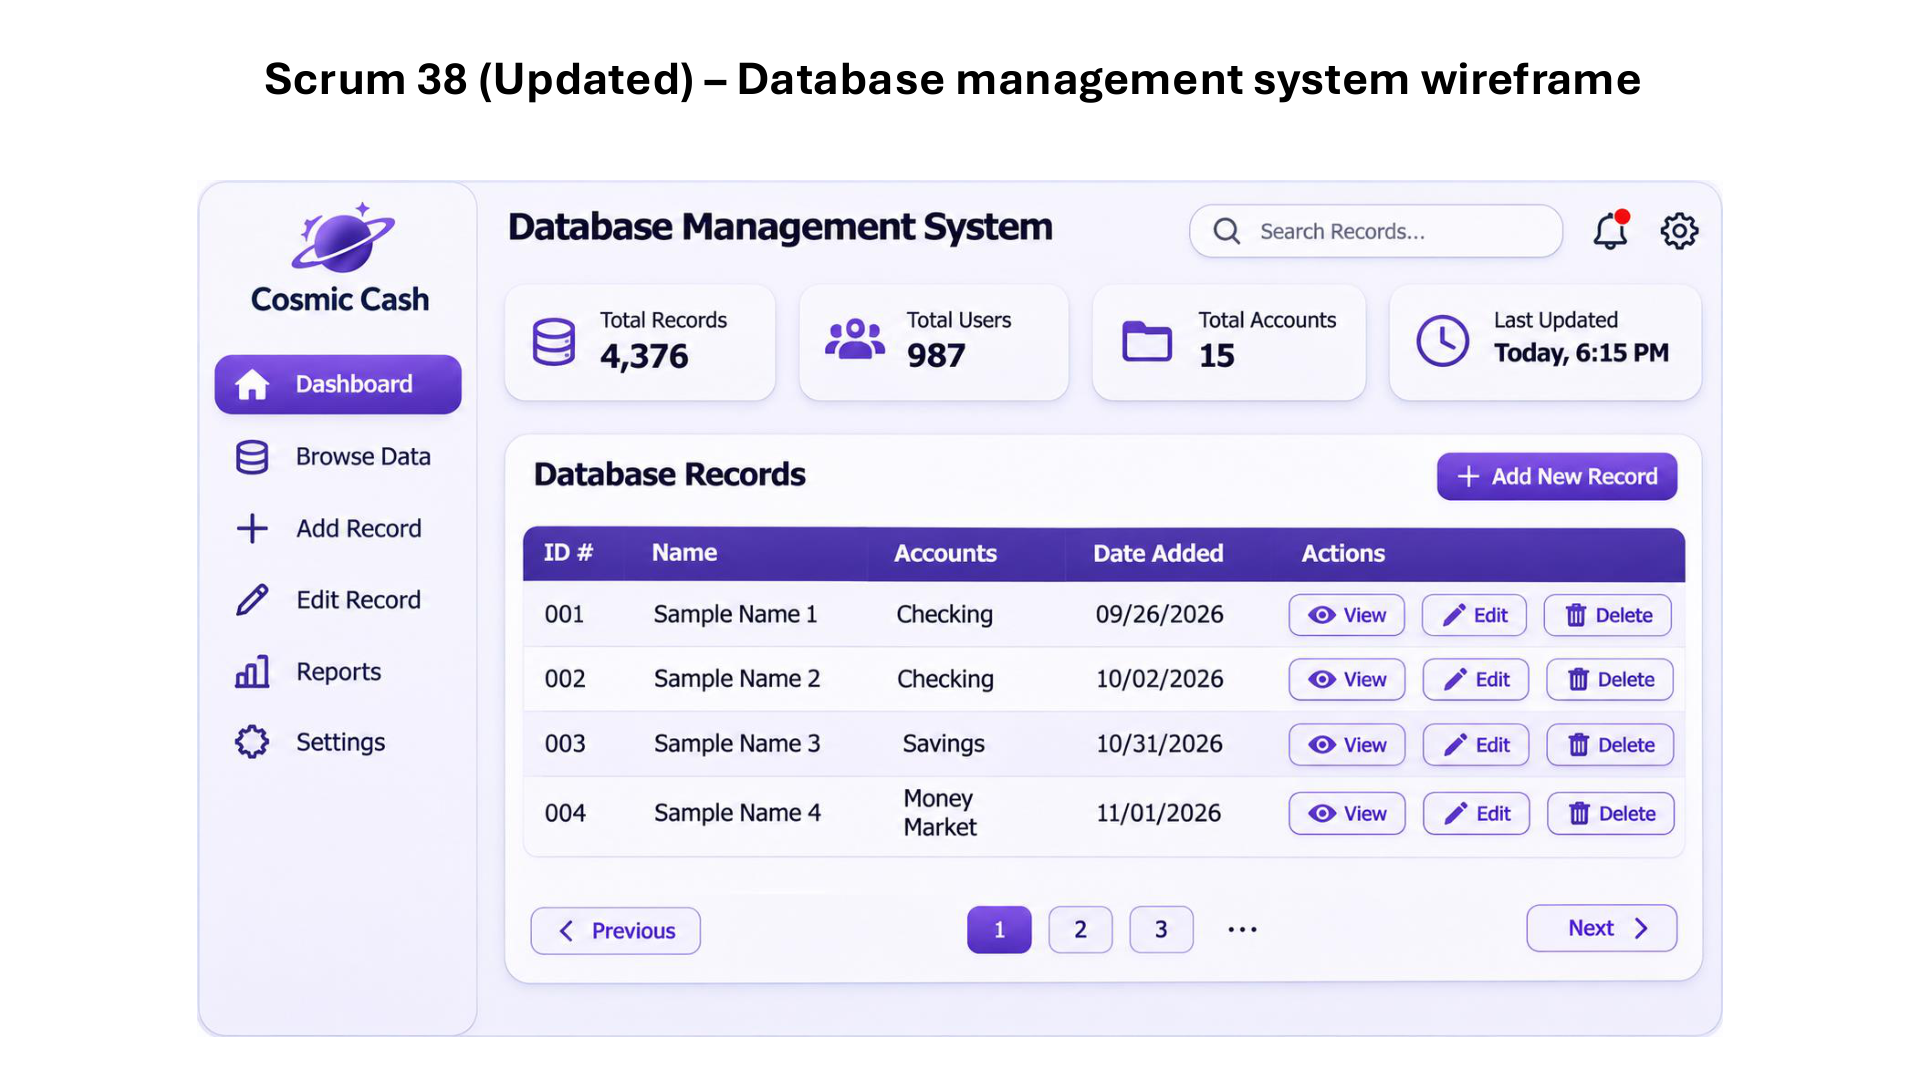 Scrum 38 (Updated) – Database management system wireframe
Cosmic Cash
Dashboard
Browse Data
Add Record
Edit Record
Reports
Settings
Database Management System
Search Records...
Total Records
4,376
Total Users
987
Total Accounts
15
Last Updated
Today, 6:15 PM
Database Records
+ Add New Record
ID # Name Accounts Date Added Actions
001 Sample Name 1 Checking 09/26/2026 View Edit Delete
002 Sample Name 2 Checking 10/02/2026 View Edit Delete
003 Sample Name 3 Savings 10/31/2026 View Edit Delete
004 Sample Name 4 Money Market 11/01/2026 View Edit Delete
Previous 1 2 3 ... Next